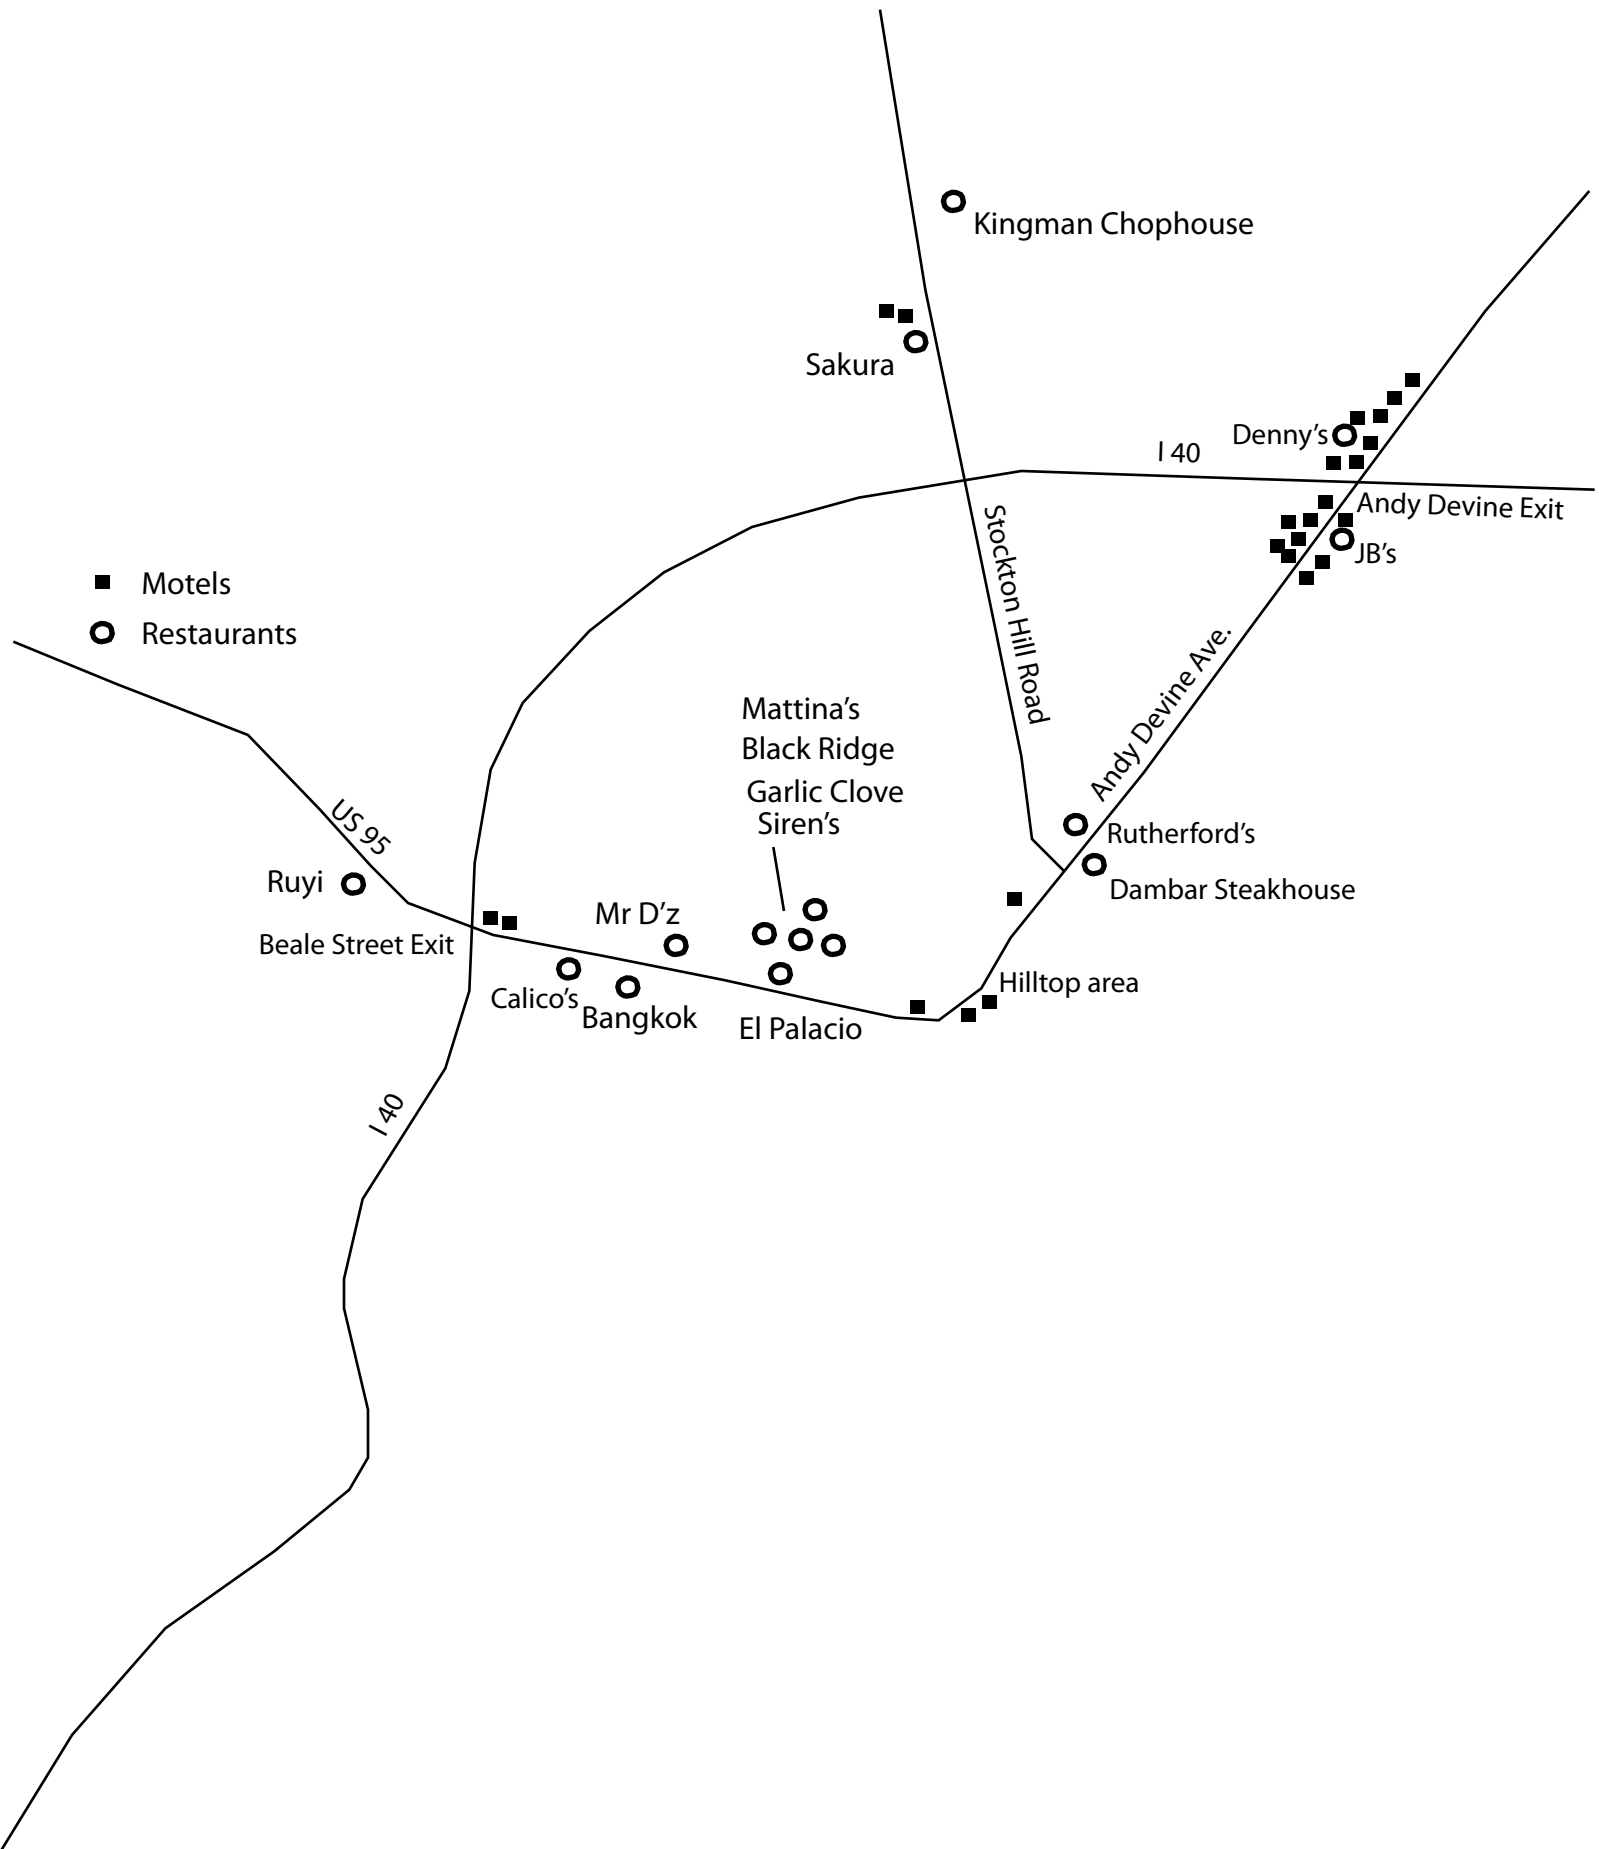 Kingman Chophouse
Sakura
Denny’s
I 40
Andy Devine Exit
JB’s
Stockton Hill Road
Motels
Restaurants
Andy Devine Ave.
Mattina’s
Black Ridge
Garlic Clove
Siren’s
US 95
Rutherford’s
Ruyi
Dambar Steakhouse
Mr D’z
Beale Street Exit
Hilltop area
Calico’s
Bangkok
El Palacio
I 40